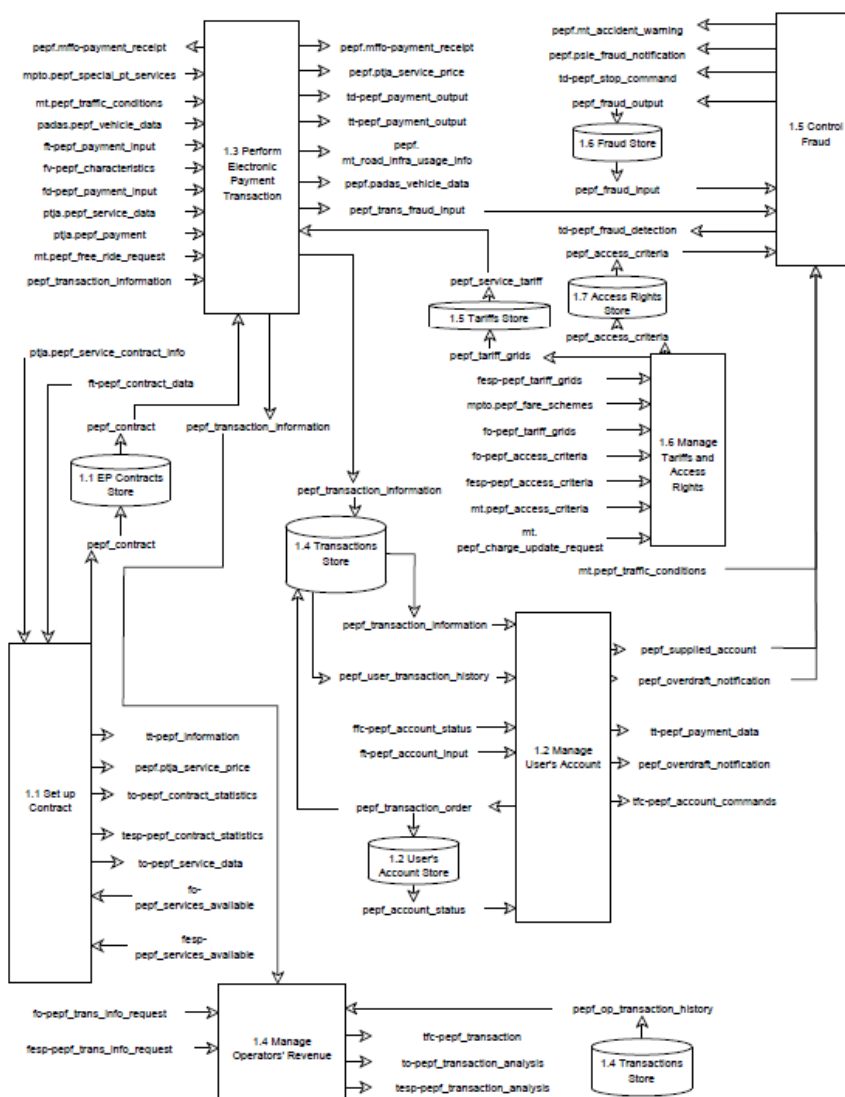 pepf.mffo-payment_receipt
mpto.pepf_special_pt_services
mt.pepf_traffic_conditions
padas.pepf_vehicle_data
ft-pepf_payment_input
fv-pepf_characteristics
fd-pepf_payment_input
ptja.pepf_service_data
ptja.pepf_payment
mt.pepf_free_ride_request
pepf_transaction_information
1.3 Perform
Electronic
Payment
Transaction
pepf.mffo-payment_receipt
pepf.ptja_service_price
td-pepf_payment_output
tt-pepf_payment_output
pepf.
mt_road_infra_usage_info
pepf.padas_vehicle_data
pepf_trans_fraud_input
pepf.mt_accident_warning
pepf.psle_fraud_notification
td-pepf_stop_command
pepf_fraud_output
1.6 Fraud Store
pepf_fraud_input
1.5 Control
Fraud
td-pepf_fraud_detection
pepf_access_criteria
1.7 Access Rights
Store
pepf_access_criteria
pepf_service_tariff
1.5 Tariffs Store
pepf_tariff_grids
fesp-pepf_tariff_grids
mpto.pepf_fare_schemes
fo-pepf_tariff_grids
fo-pepf_access_criteria
fesp-pepf_access_criteria
mt.pepf_access_criteria
mt.
pepf_charge_update_request
1.6 Manage
Tariffs and
Access
Rights
mt.pepf_traffic_conditions
ptja.pepf_service_contract_info
ft-pepf_contract_data
pepf_contract
1.1 EP Contracts
Store
pepf_contract
pepf_transaction_information
pepf_transaction_information
1.4 Transactions
Store
pepf_transaction_information
pepf_user_transaction_history
ffc-pepf_account_status
ft-pepf_account_input
pepf_transaction_order
1.2 User's
Account Store
pepf_account_status
1.2 Manage
User's Account
pepf_supplied_account
pepf_overdraft_notification
tt-pepf_payment_data
pepf_overdraft_notification
tfc-pepf_account_commands
1.1 Set up
Contract
tt-pepf_information
pepf.ptja_service_price
to-pepf_contract_statistics
tesp-pepf_contract_statistics
to-pepf_service_data
fo-
pepf_services_available
fesp-
pepf_services_available
fo-pepf_trans_info_request
fesp-pepf_trans_info_request
1.4 Manage
Operators' Revenue
tfc-pepf_transaction
to-pepf_transaction_analysis
tesp-pepf_transaction_analysis
pepf_op_transaction_history
1.4 Transactions
Store